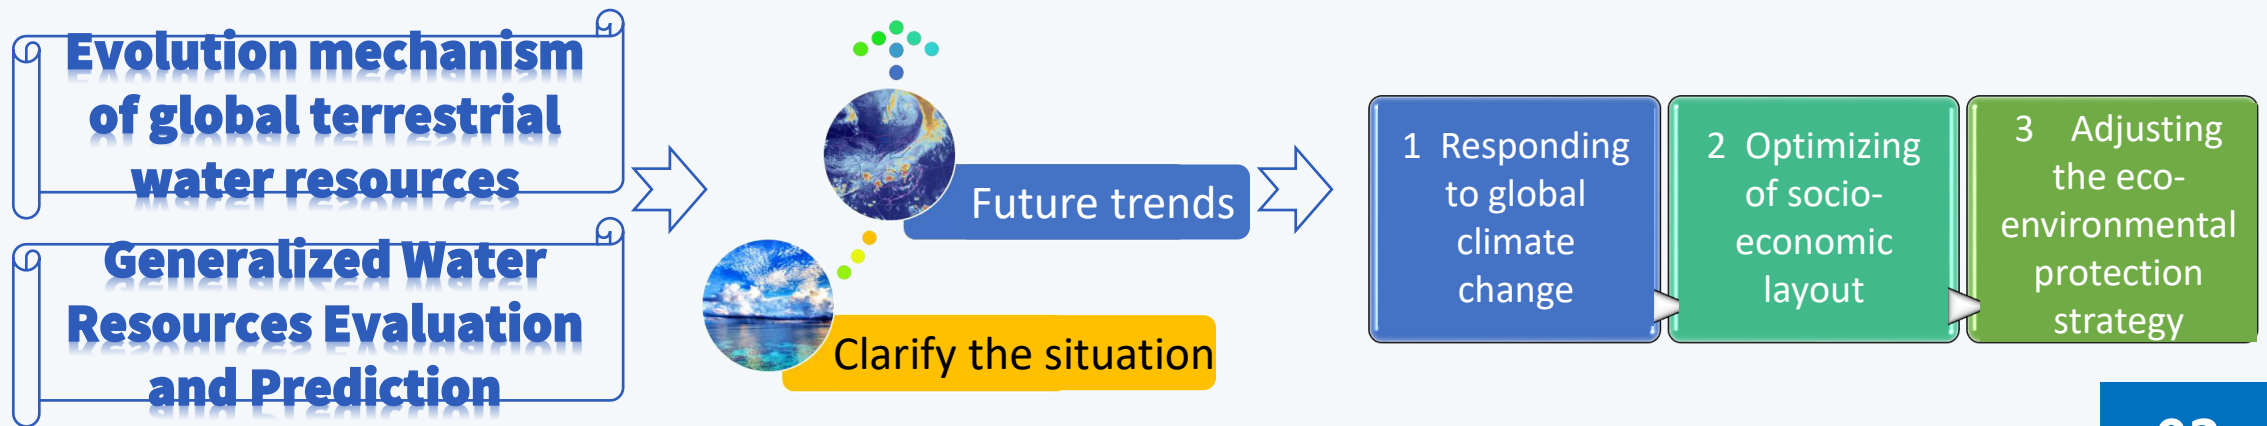 Evolution mechanism
of global terrestrial
water resources
Generalized Water
Resources Evaluation
and Prediction
Future trends
Clarify the situation
1 Responding
to global
climate
change
2 Optimizing
of socio-
economic
layout
3 Adjusting
the eco-
environmental
protection
strategy